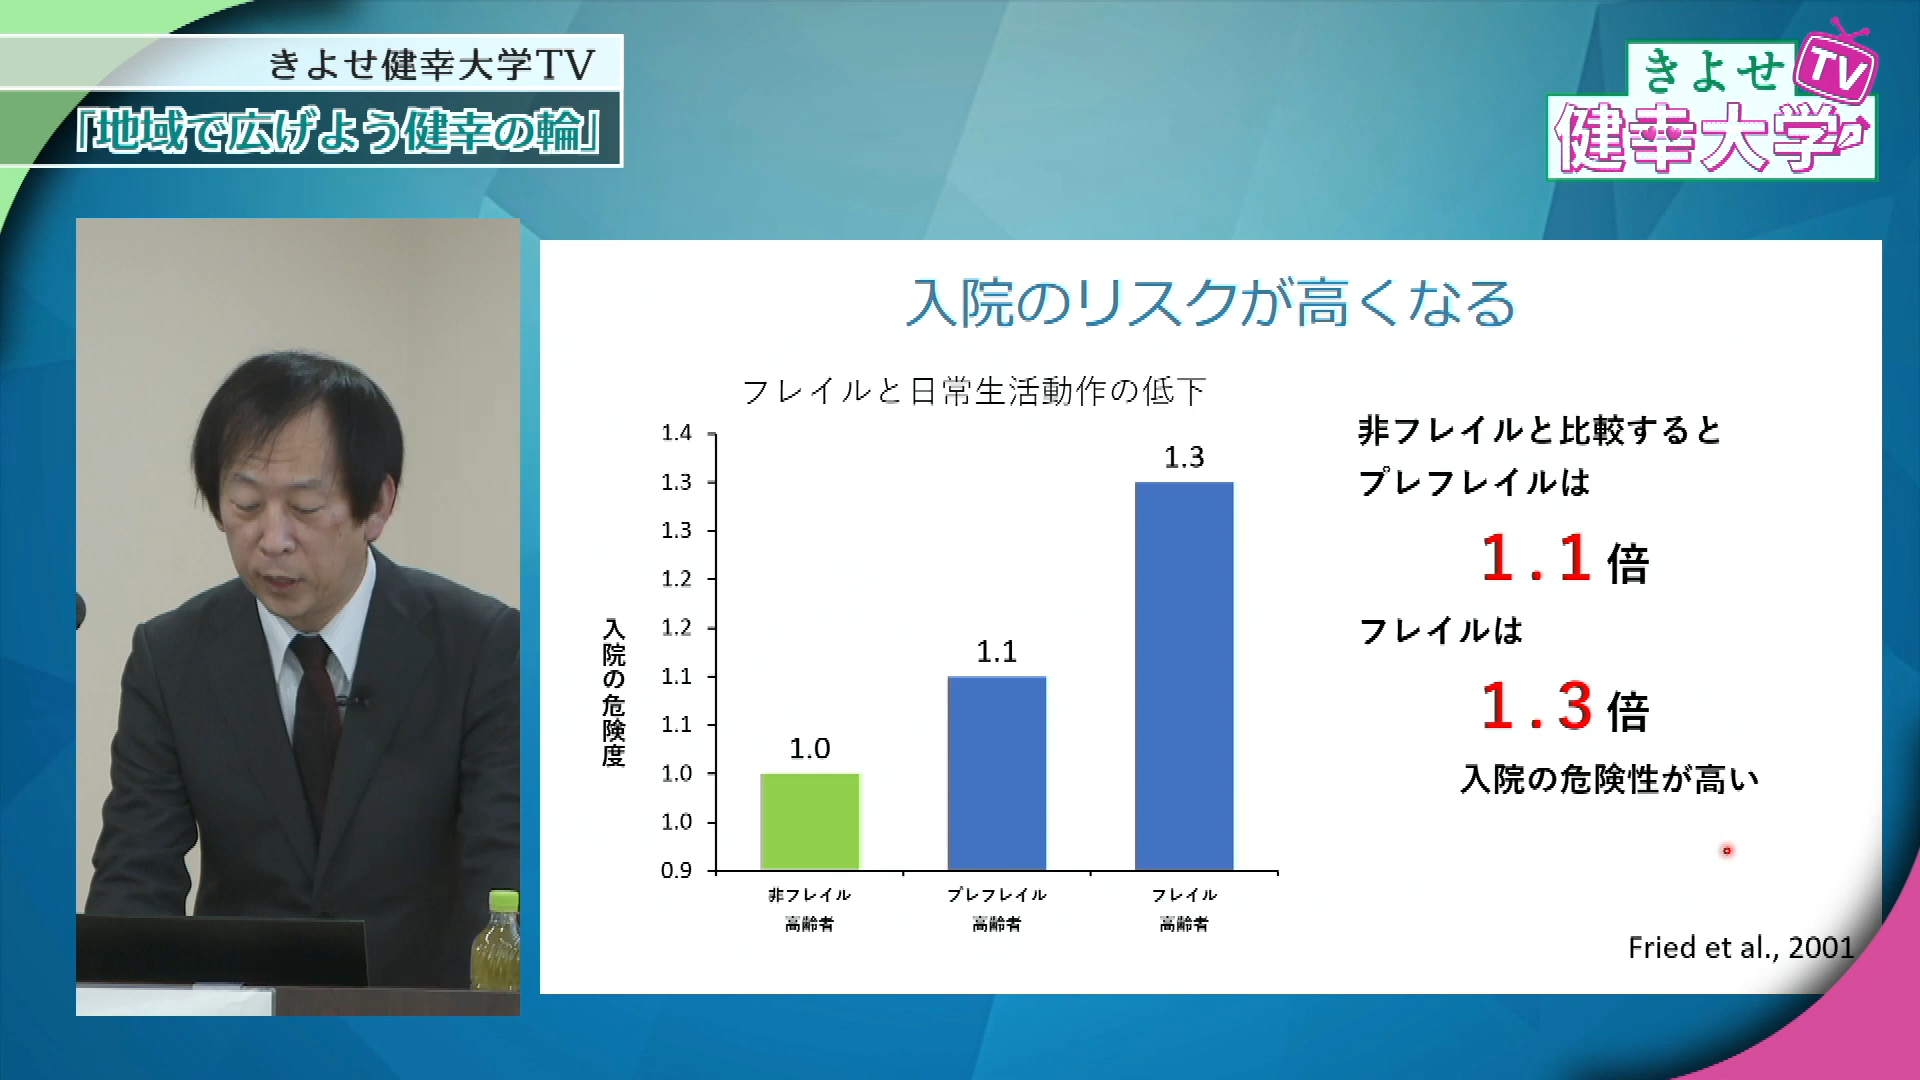 きよせ健幸大学TV
「地域で広げよう健幸の輪」
きよせ
TV
健幸大学
入院のリスクが高くなる
フレイルと日常生活動作の低下
1.4
1.3
1.3
1.2
1.2
1.1
1.1
1.0
1.0
0.9
入院の危険度
1.0
1.1
1.3
非フレイル
高齢者
プレフレイル
高齢者
フレイル
高齢者
非フレイルと比較すると
プレフレイルは
1.1倍
フレイルは
1.3倍
入院の危険性が高い
Fried et al., 2001